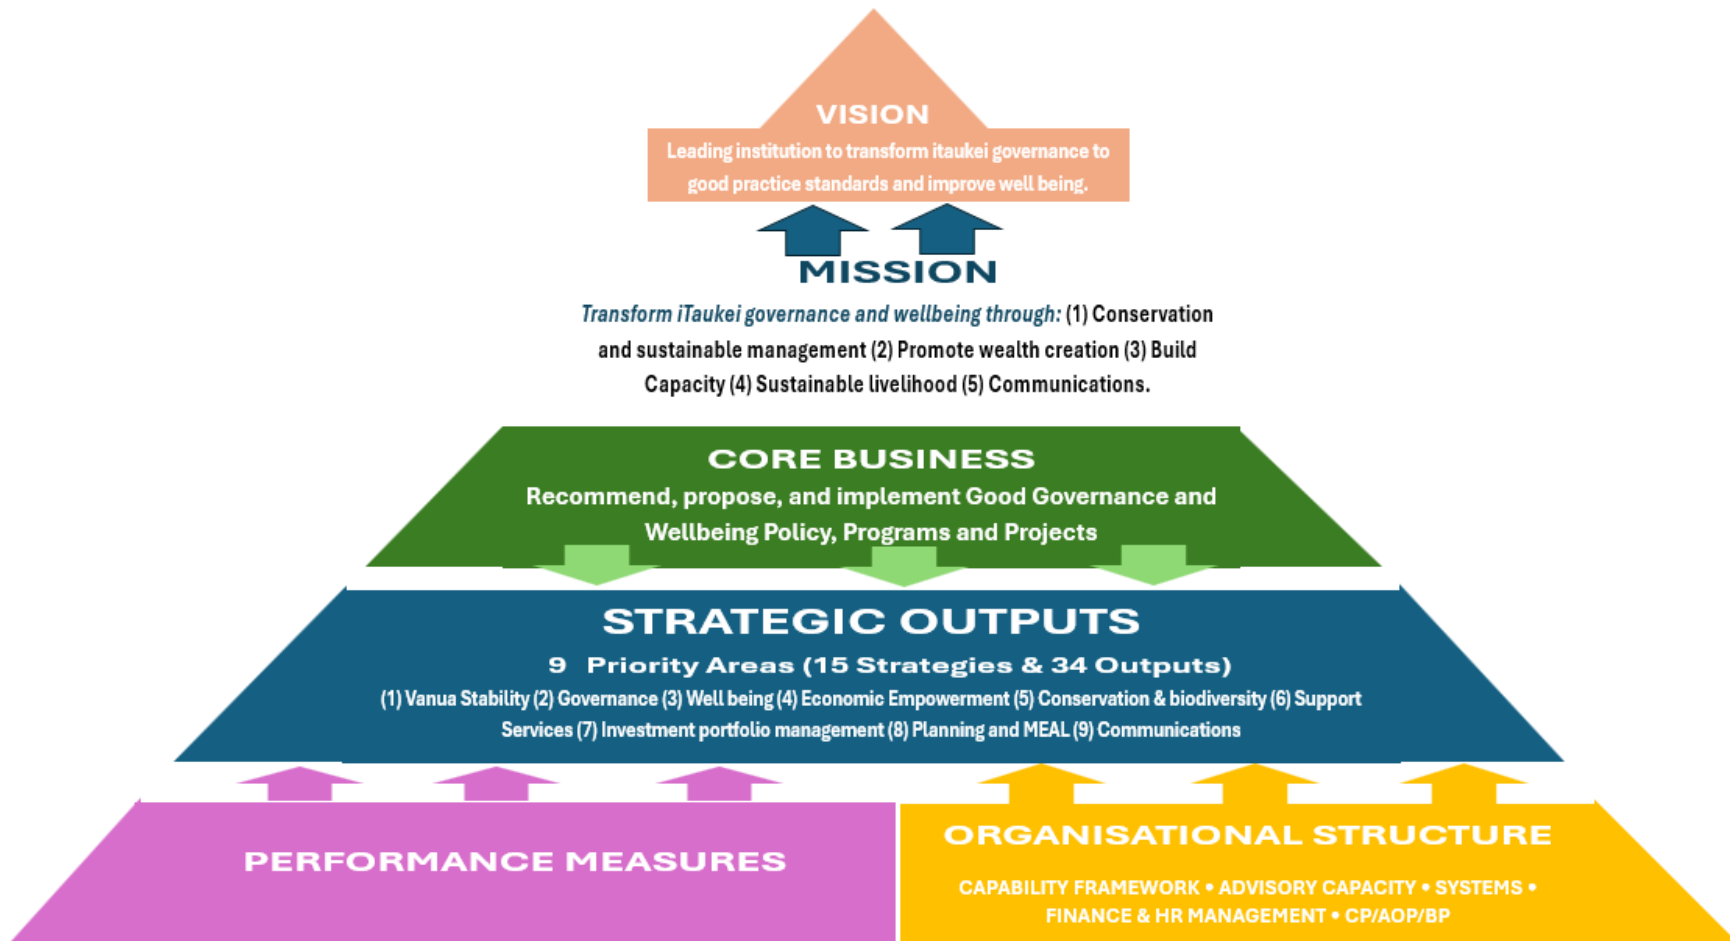 VISION
Leading institution to transform itaukei governance to
good practice standards and improve well being.
MISSION
Transform iTaukei governance and wellbeing through: (1) Conservation
and sustainable management (2) Promote wealth creation (3) Build
Capacity (4) Sustainable livelihood (5) Communications.
CORE BUSINESS
Recommend, propose, and implement Good Governance and
Wellbeing Policy, Programs and Projects
STRATEGIC OUTPUTS
9 Priority Areas (15 Strategies & 34 Outputs)
(1) Vanua Stability (2) Governance (3) Well being (4) Economic Empowerment (5) Conservation & biodiversity (6) Support
Services (7) Investment portfolio management (8) Planning and MEAL (9) Communications
PERFORMANCE MEASURES
ORGANISATIONAL STRUCTURE
CAPABILITY FRAMEWORK • ADVISORY CAPACITY • SYSTEMS •
FINANCE & HR MANAGEMENT • CP/AOP/BP